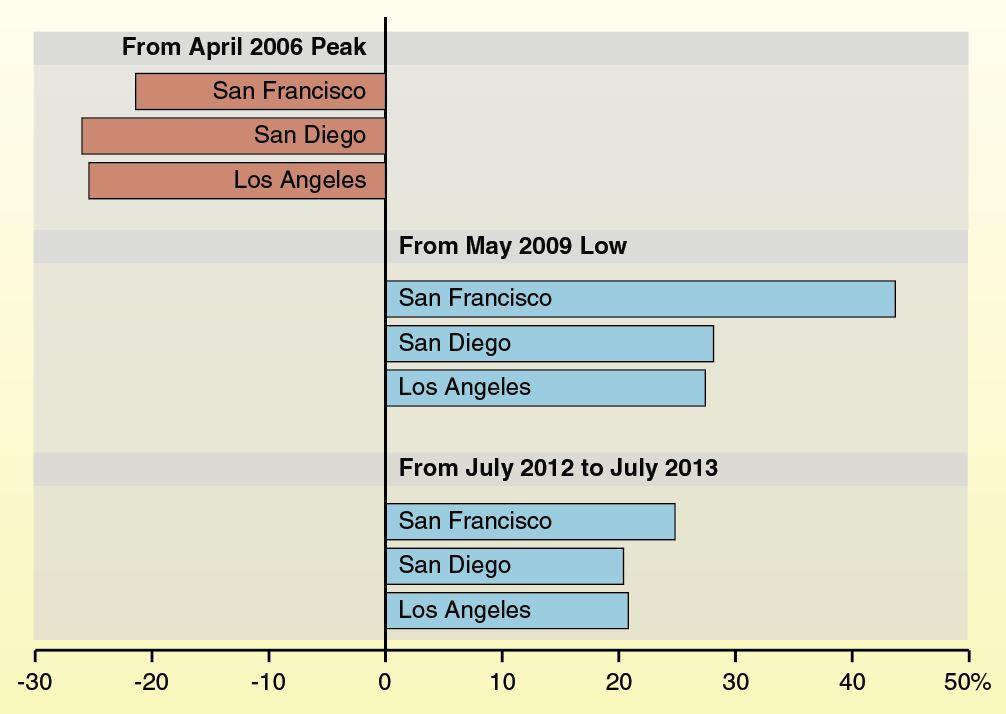 From April 2006 Peak
San Francisco
San Diego
Los Angeles
From May 2009 Low
San Francisco
San Diego
Los Angeles
From July 2012 to July 2013
San Francisco
San Diego
Los Angeles
-30 -20 -10 0 10 20 30 40 50%